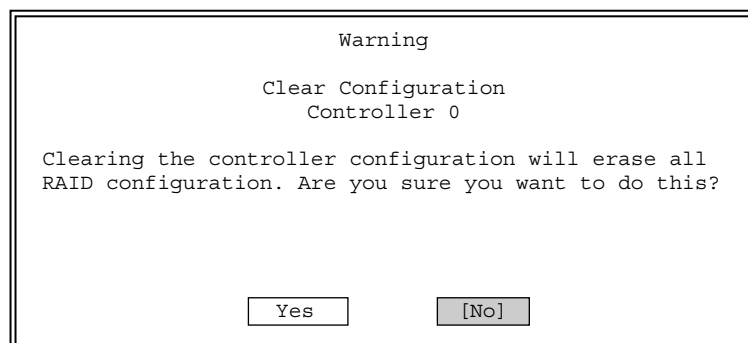 Warning
Clear Configuration
Controller 0
Clearing the controller configuration will erase all
RAID configuration. Are you sure you want to do this?
Yes [No]